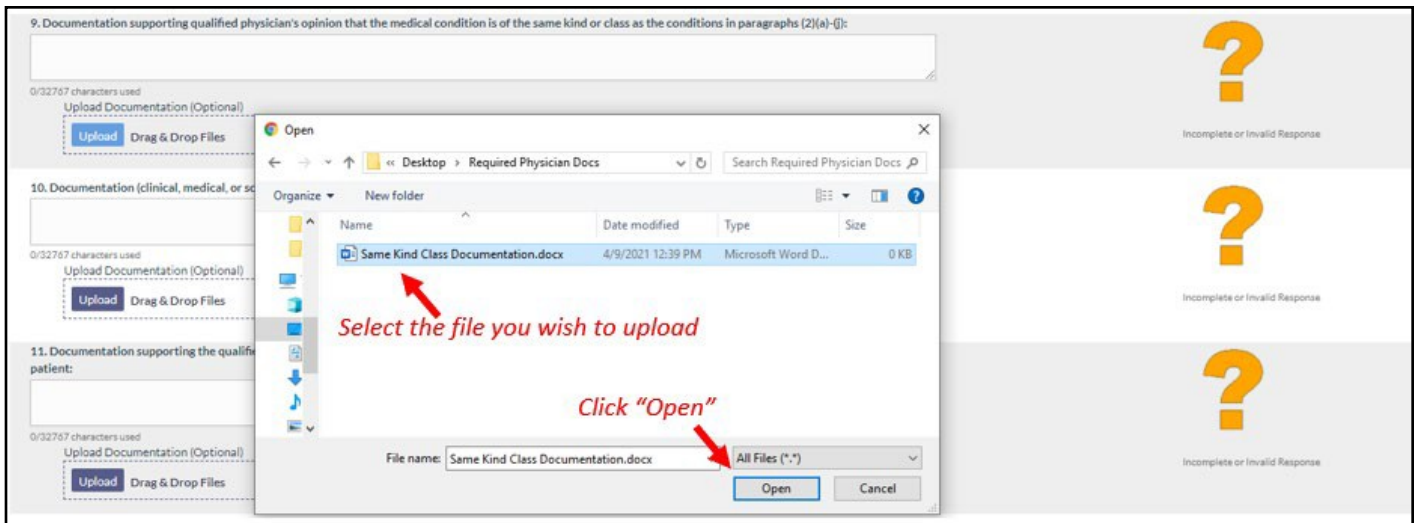 9. Documentation supporting qualified physician's opinion that the medical condition is of the same kind or class as the conditions in paragraphs (2)(a)-(j):
0/32767 characters used
Upload Documentation (Optional)
Upload Drag & Drop Files
Incomplete or Invalid Response
Open
« Desktop › Required Physician Docs
Search Required Physician Docs
Organize
New folder
Name Date modified Type Size
Same Kind Class Documentation.docx 4/9/2021 12:39 PM Microsoft Word D... 0 KB
Select the file you wish to upload
Click "Open"
File name: Same Kind Class Documentation.docx
All Files (*.*)
Open Cancel
10. Documentation (clinical, medical, or sc
0/32767 characters used
Upload Documentation (Optional)
Upload Drag & Drop Files
Incomplete or Invalid Response
11. Documentation supporting the qualifi
patient:
0/32767 characters used
Upload Documentation (Optional)
Upload Drag & Drop Files
Incomplete or Invalid Response